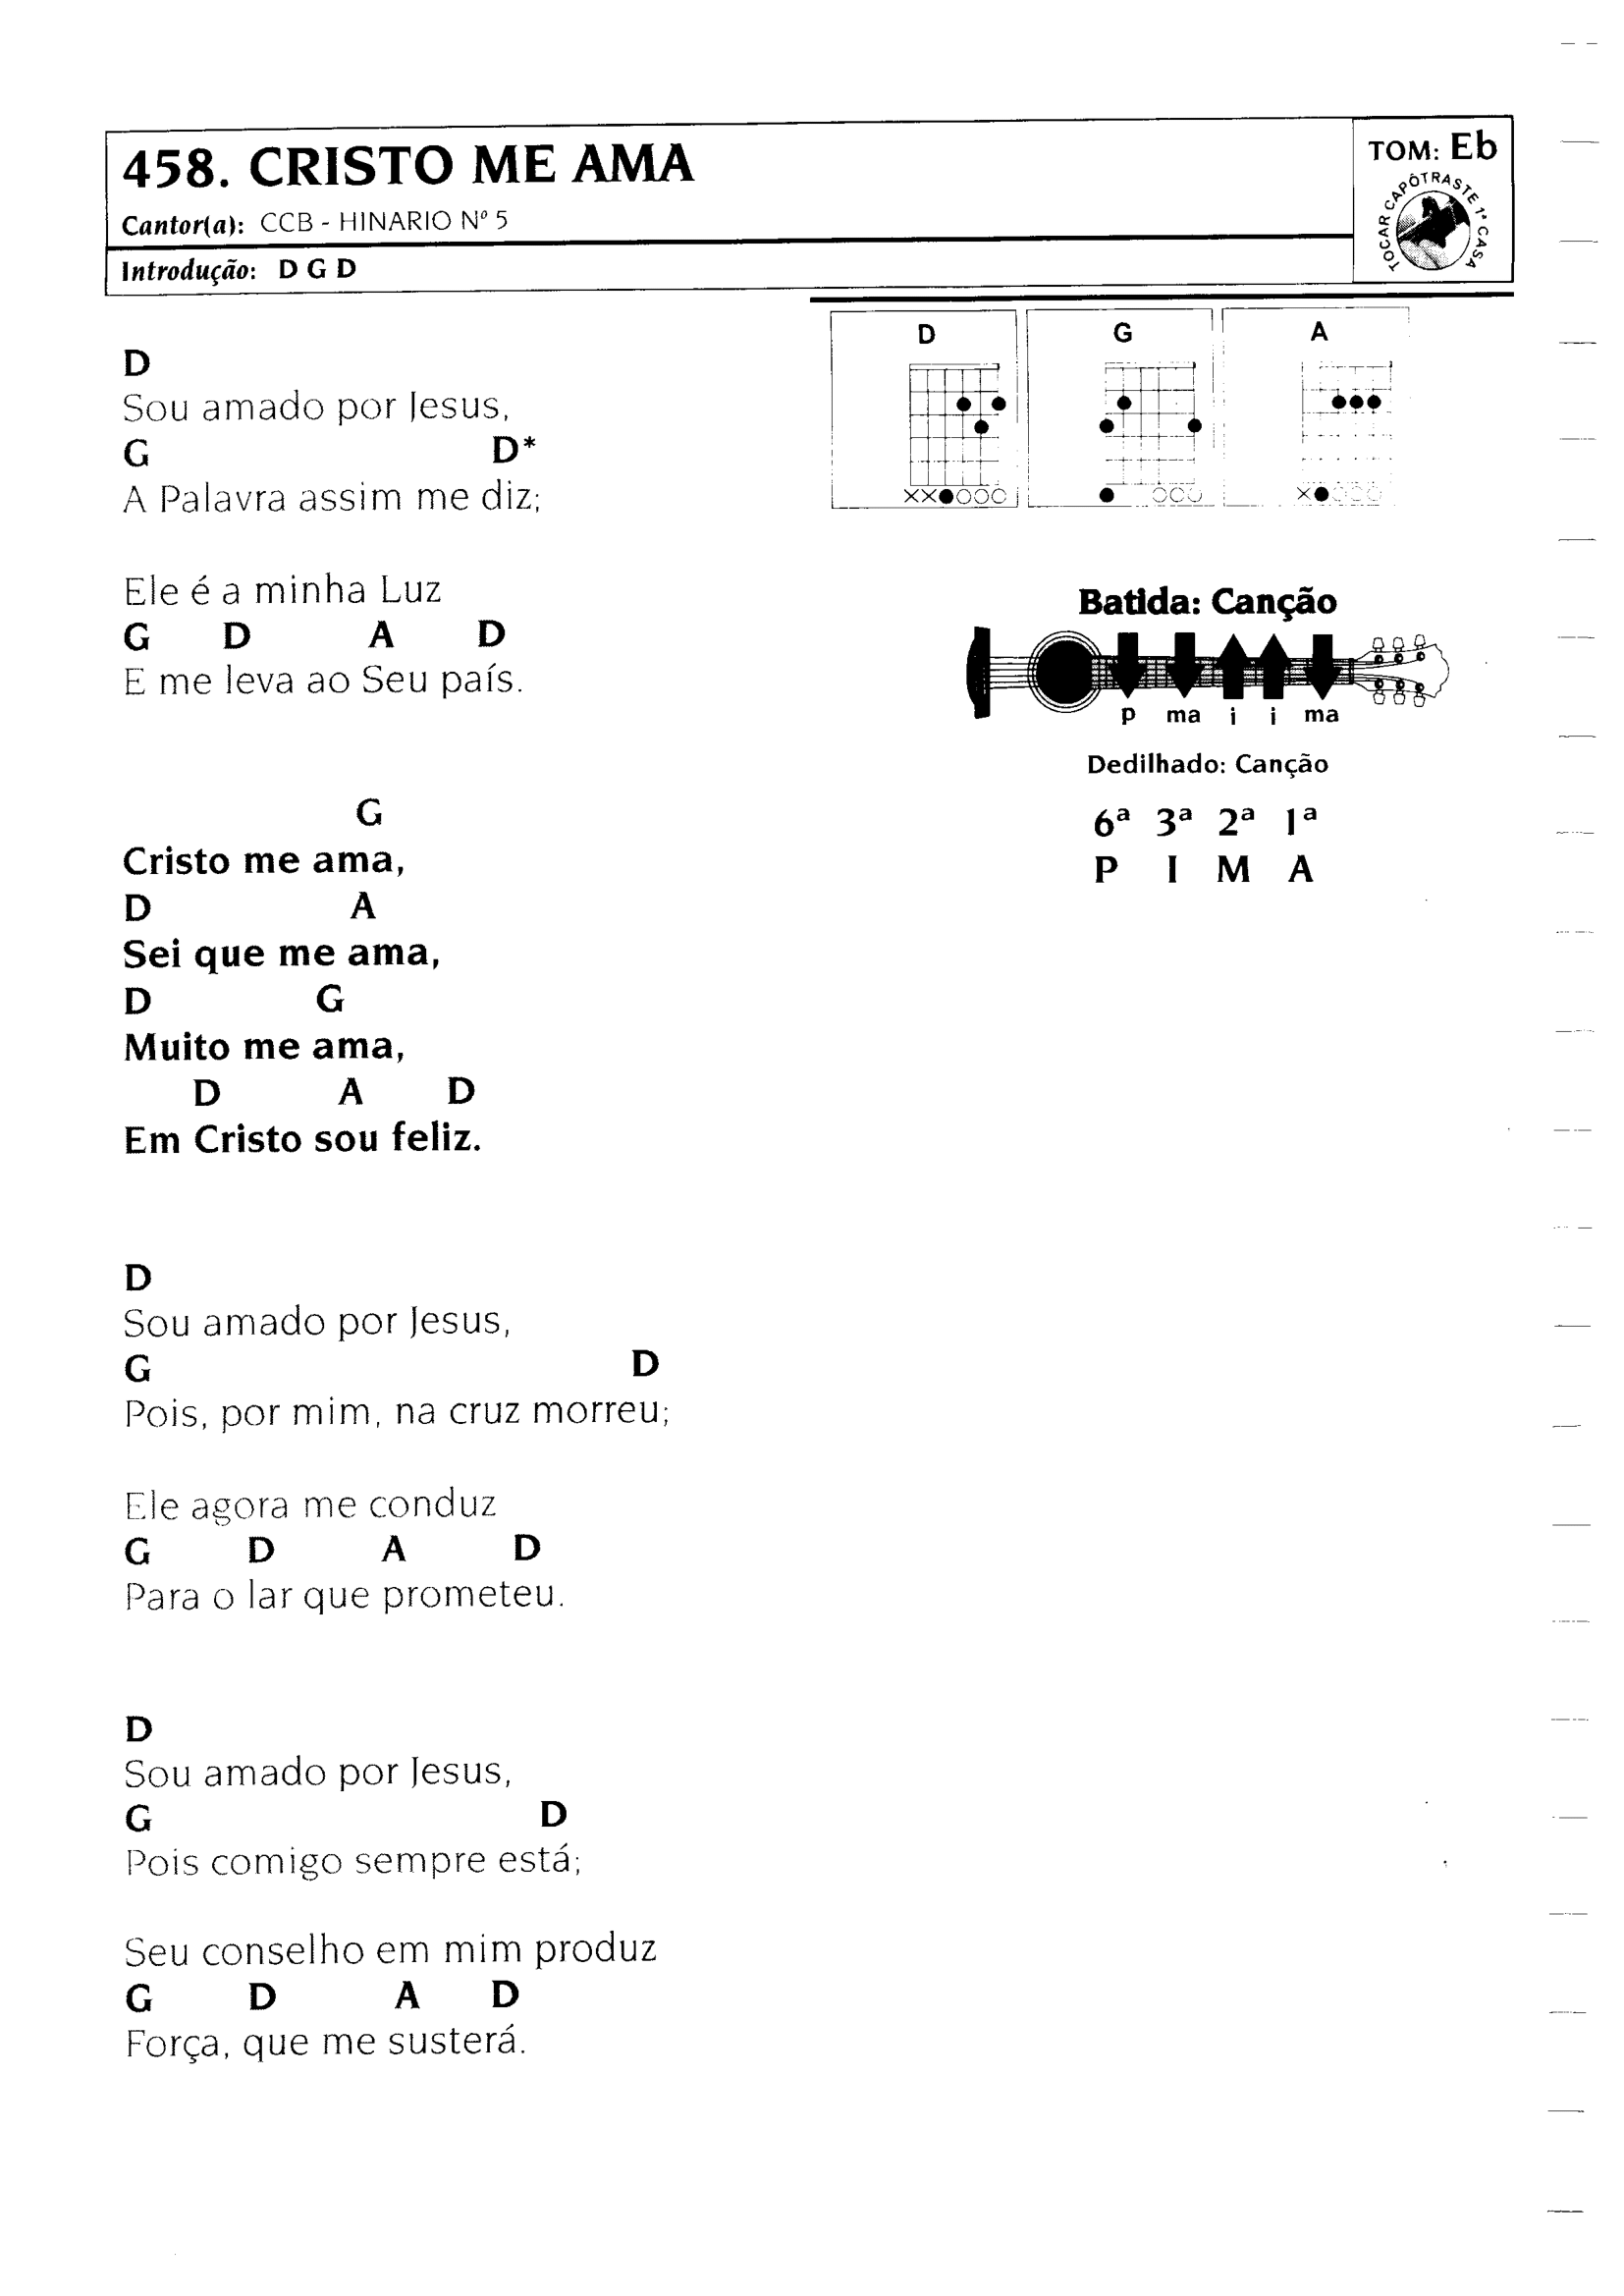 458. CRISTO ME AMA
Cantor(a): CCB - HINARIO Nº 5
Introdução: D G D
TOM: Eb
TOCAR CAPÔTRASTE 1ª CASA
D
Sou amado por Jesus,
G D*
A Palavra assim me diz;
Ele é a minha Luz
G D A D
E me leva ao Seu país.
G
Cristo me ama,
D A
Sei que me ama,
D G
Muito me ama,
D A D
Em Cristo sou feliz.
D
Sou amado por Jesus,
G D
Pois, por mim, na cruz morreu;
Ele agora me conduz
G D A D
Para o lar que prometeu.
D
Sou amado por Jesus,
G D
Pois comigo sempre está;
Seu conselho em mim produz
G D A D
Força, que me susterá.
D G A
XX●OOO ● OOO X●OOO
Batida: Canção
p ma i i ma
Dedilhado: Canção
6ª 3ª 2ª 1ª
P I M A